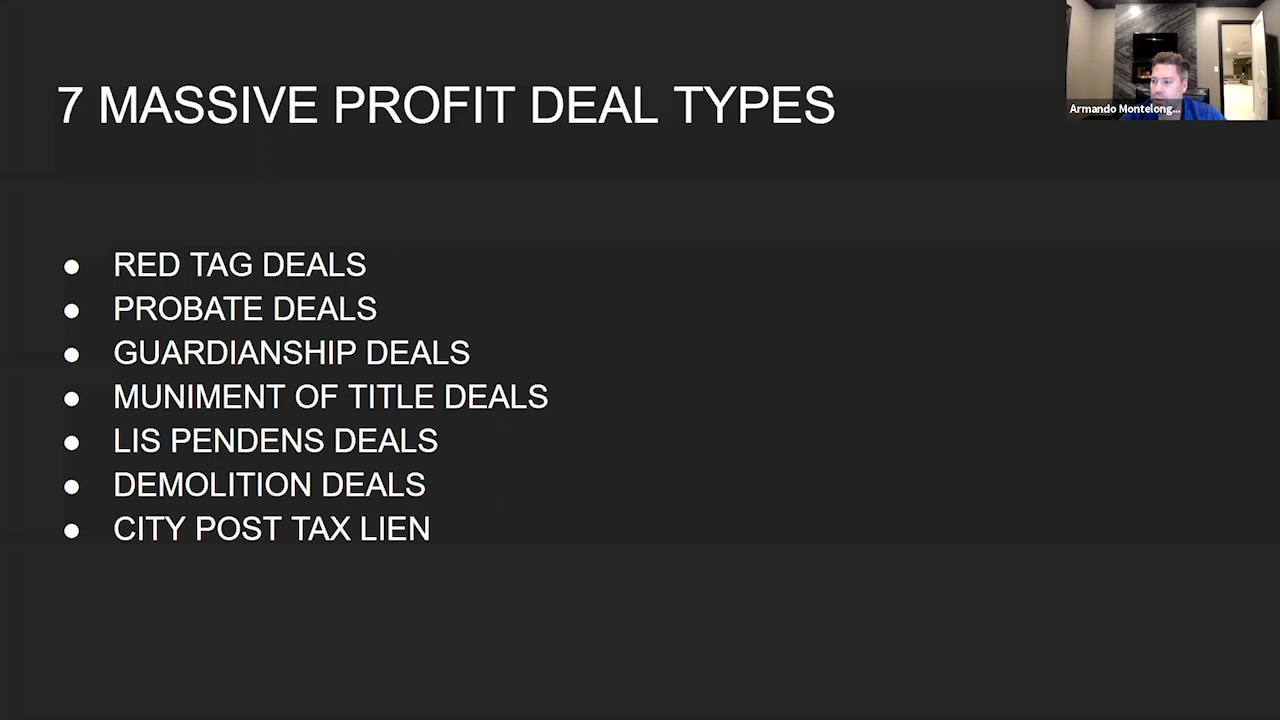 7 MASSIVE PROFIT DEAL TYPES
Armando Montelong...
● RED TAG DEALS
● PROBATE DEALS
● GUARDIANSHIP DEALS
● MUNIMENT OF TITLE DEALS
● LIS PENDENS DEALS
● DEMOLITION DEALS
● CITY POST TAX LIEN